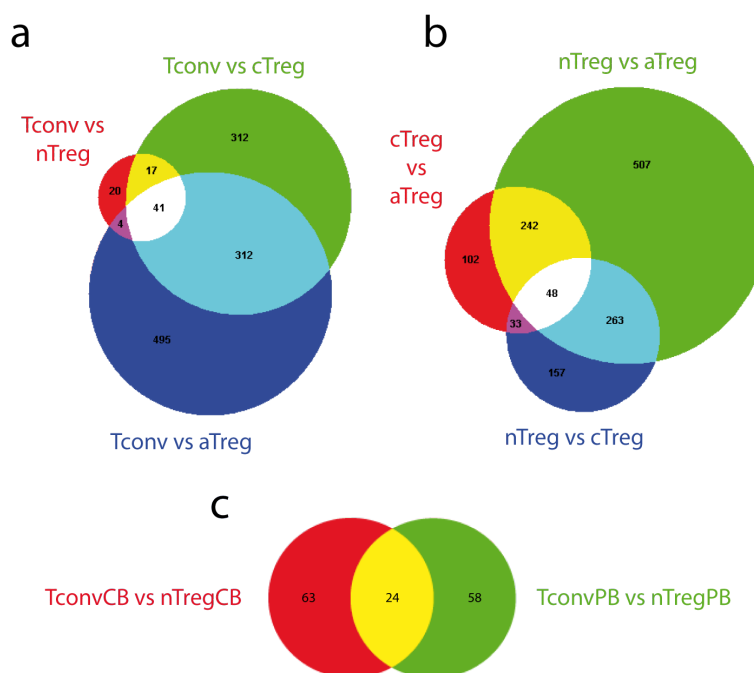 a
Tconv vs cTreg
Tconv vs
nTreg
312
17
20
41
4
312
495
Tconv vs aTreg
b
nTreg vs aTreg
cTreg
vs
aTreg
507
242
102
48
33
263
157
nTreg vs cTreg
c
TconvCB vs nTregCB
63
24
58
TconvPB vs nTregPB